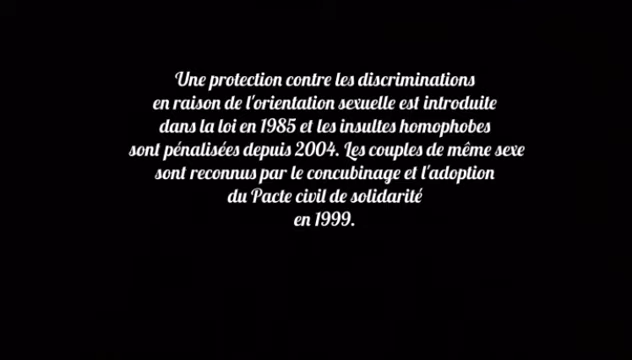 Une protection contre les discriminations
en raison de l'orientation sexuelle est introduite
dans la loi en 1985 et les insultes homophobes
sont pénalisées depuis 2004. Les couples de même sexe
sont reconnus par le concubinage et l'adoption
du Pacte civil de solidarité
en 1999.